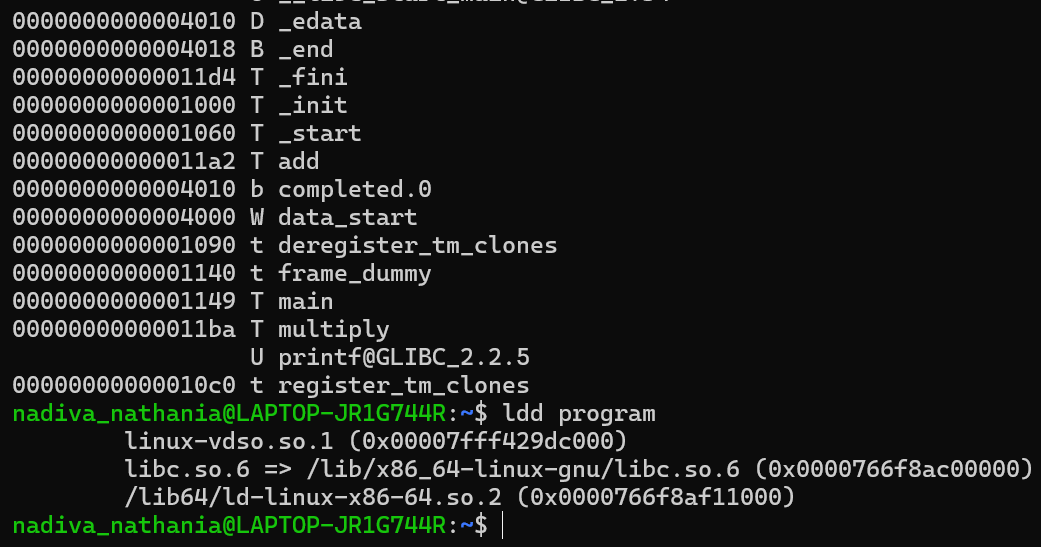 0000000000004010 D _edata
0000000000004018 B _end
00000000000011d4 T _fini
0000000000001000 T _init
0000000000001060 T _start
00000000000011a2 T add
0000000000004010 b completed.0
0000000000004000 W data_start
0000000000001090 t deregister_tm_clones
0000000000001140 t frame_dummy
0000000000001149 T main
00000000000011ba T multiply
                 U printf@GLIBC_2.2.5
00000000000010c0 t register_tm_clones
nadiva_nathania@LAPTOP-JR1G744R:~$ ldd program
        linux-vdso.so.1 (0x00007fff429dc000)
        libc.so.6 => /lib/x86_64-linux-gnu/libc.so.6 (0x0000766f8ac00000)
        /lib64/ld-linux-x86-64.so.2 (0x0000766f8af11000)
nadiva_nathania@LAPTOP-JR1G744R:~$